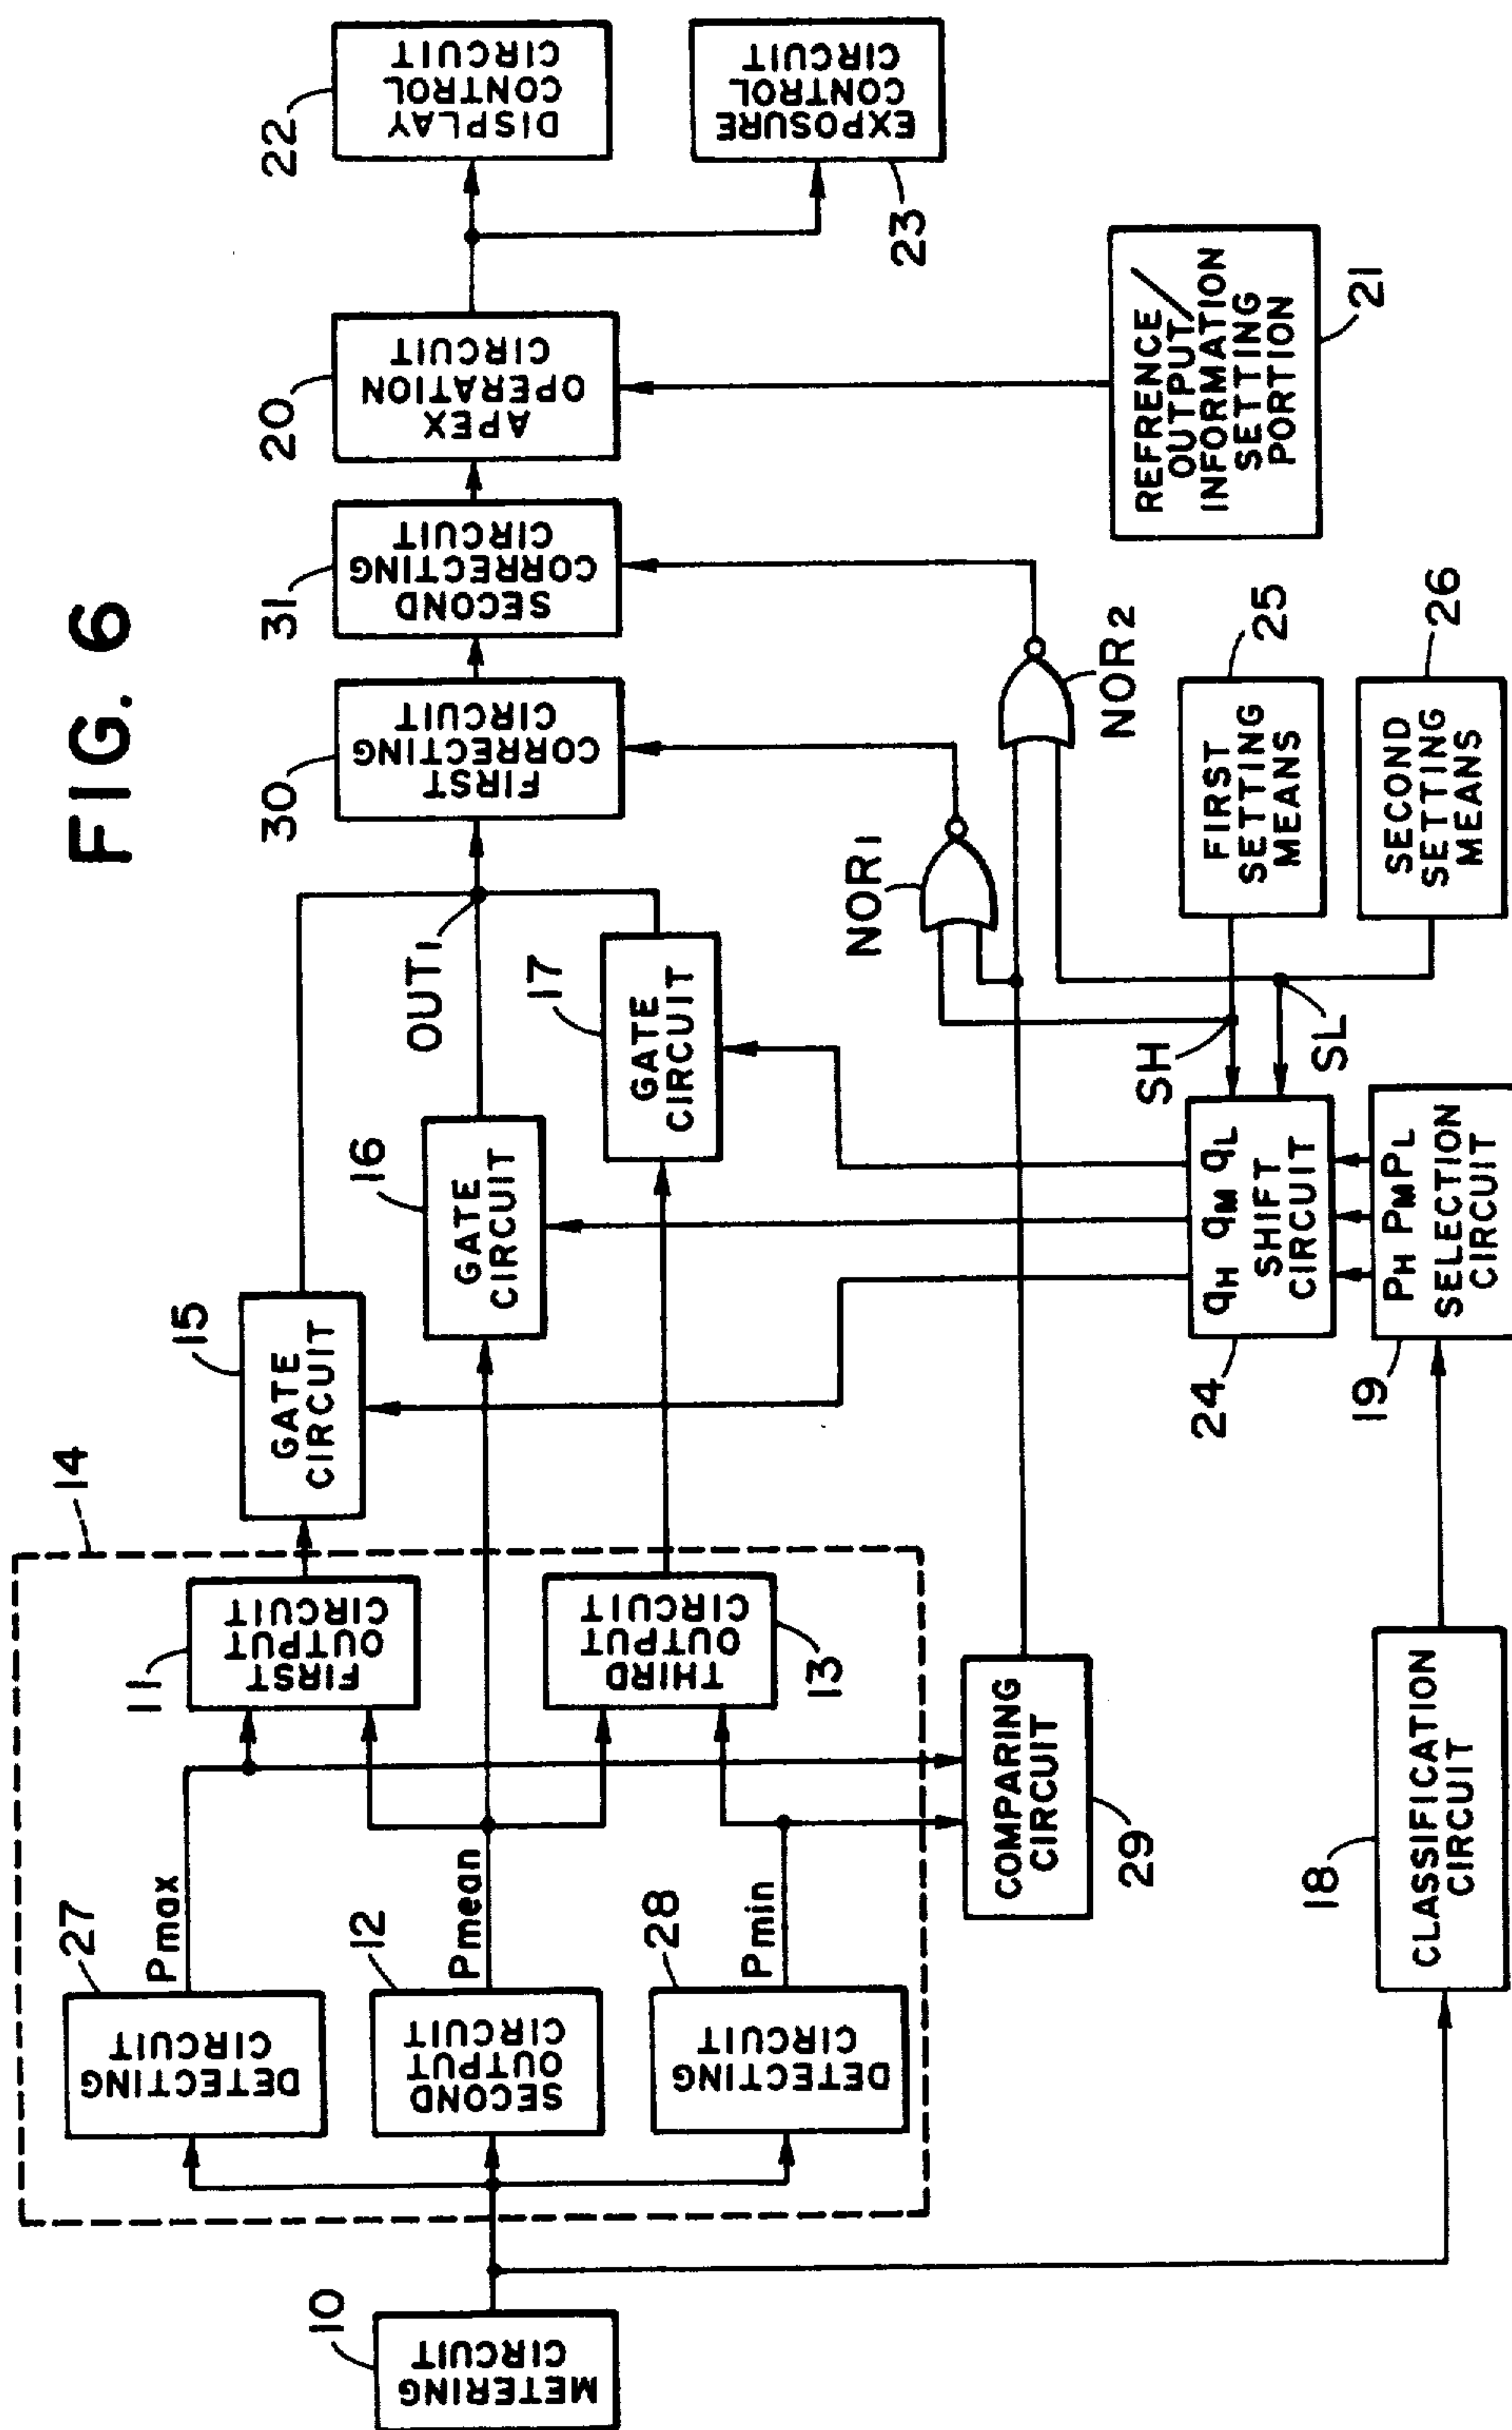 FIG. 6
10
METERING
CIRCUIT
14
27
DETECTING
CIRCUIT
Pmax
12
SECOND
OUTPUT
CIRCUIT
Pmean
28
DETECTING
CIRCUIT
Pmin
11
FIRST
OUTPUT
CIRCUIT
THIRD
OUTPUT
CIRCUIT
13
COMPARING
CIRCUIT
29
18
CLASSIFICATION
CIRCUIT
15
GATE
CIRCUIT
16
GATE
CIRCUIT
17
GATE
CIRCUIT
OUT1
24
qH qM qL
SHIFT
CIRCUIT
19
PH PM PL
SELECTION
CIRCUIT
SH
SL
NOR1
NOR2
25
FIRST
SETTING
MEANS
26
SECOND
SETTING
MEANS
30
FIRST
CORRECTING
CIRCUIT
31
SECOND
CORRECTING
CIRCUIT
20
APEX
OPERATION
CIRCUIT
REFERENCE/
OUTPUT/
INFORMATION
SETTING
PORTION
21
22
DISPLAY
CONTROL
CIRCUIT
EXPOSURE
CONTROL
CIRCUIT
23